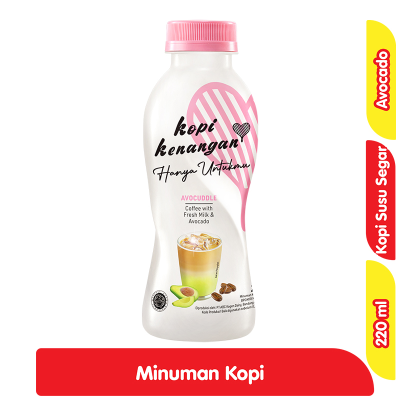 kopi
kenangan
Hanya Untukmu
AVOCUDDLE
Coffee with
Fresh Milk &
Avocado
Avocado
Kopi Susu Segar
220 ml
Minuman Kopi